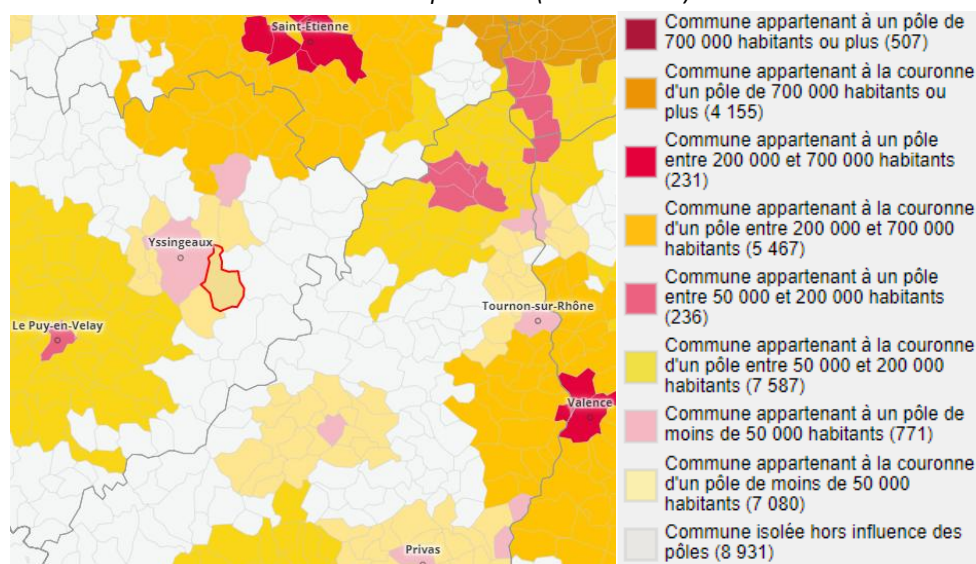 Saint-Étienne
Yssingeaux
Tournon-sur-Rhône
Le Puy-en-Velay
Valence
Privas
Commune appartenant à un pôle de
700 000 habitants ou plus (507)
Commune appartenant à la couronne
d'un pôle de 700 000 habitants ou
plus (4 155)
Commune appartenant à un pôle
entre 200 000 et 700 000 habitants
(231)
Commune appartenant à la couronne
d'un pôle entre 200 000 et 700 000
habitants (5 467)
Commune appartenant à un pôle
entre 50 000 et 200 000 habitants
(236)
Commune appartenant à la couronne
d'un pôle entre 50 000 et 200 000
habitants (7 587)
Commune appartenant à un pôle de
moins de 50 000 habitants (771)
Commune appartenant à la couronne
d'un pôle de moins de 50 000
habitants (7 080)
Commune isolée hors influence des
pôles (8 931)